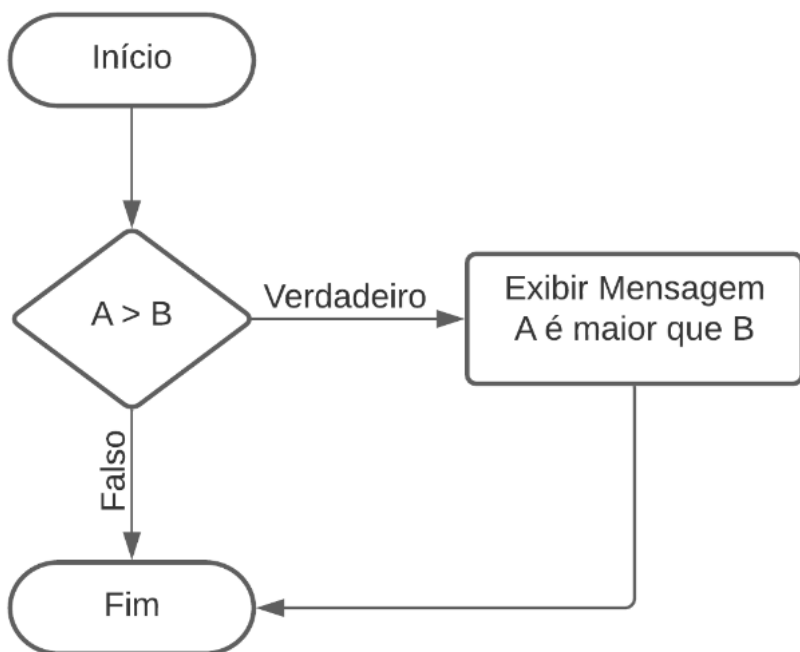 Início
A > B
Verdadeiro
Exibir Mensagem
A é maior que B
Falso
Fim